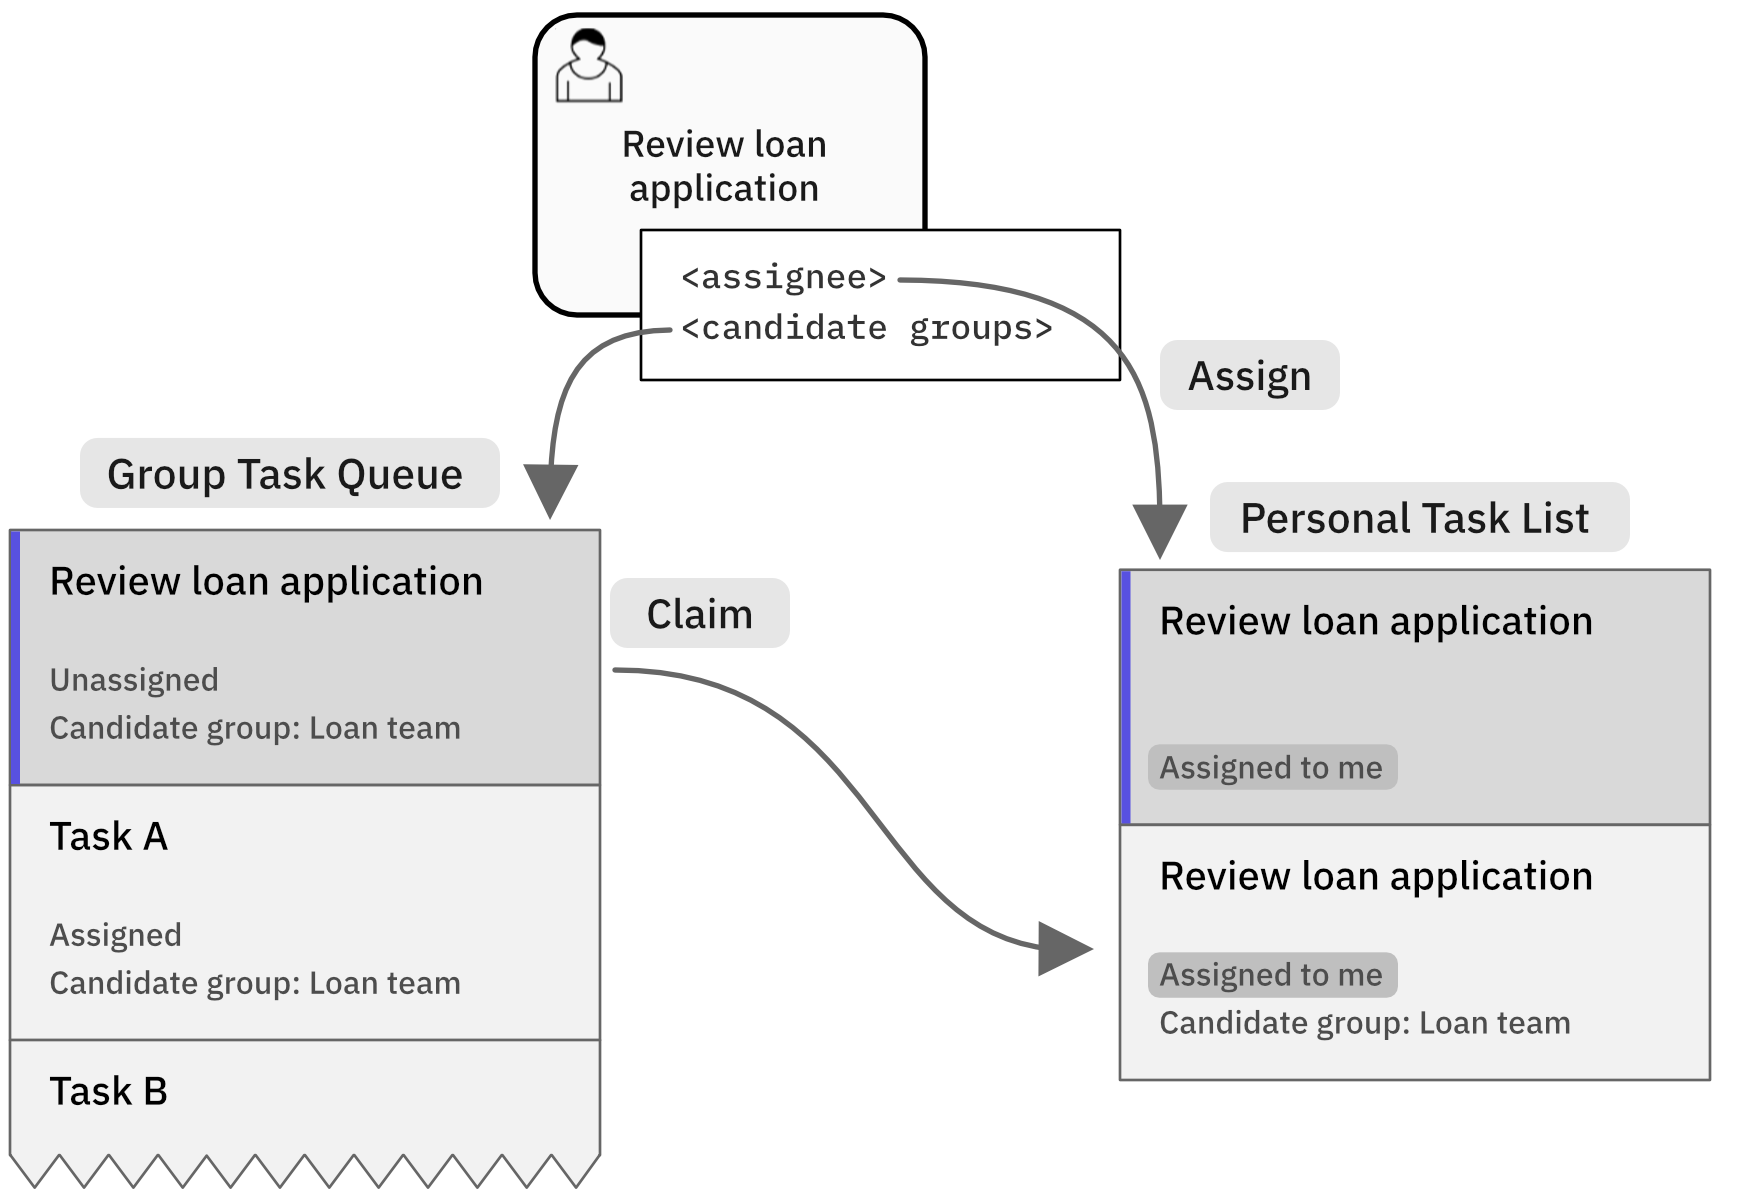 Review loan
application
<assignee>
<candidate groups>
Assign
Group Task Queue
Review loan application
Unassigned
Candidate group: Loan team
Task A
Assigned
Candidate group: Loan team
Task B
Claim
Personal Task List
Review loan application
Assigned to me
Review loan application
Assigned to me
Candidate group: Loan team